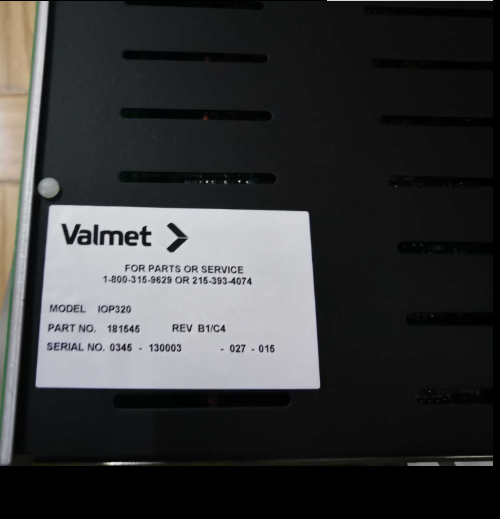 Valmet
FOR PARTS OR SERVICE
1-800-315-9629 OR 215-393-4074
MODEL IOP320
PART NO. 181545 REV B1/C4
SERIAL NO. 0345 - 130003 - 027 - 015